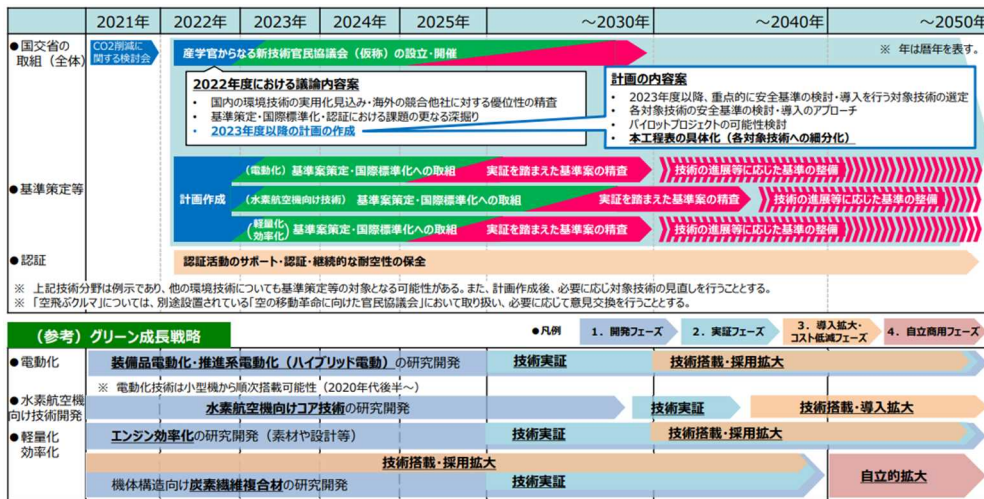 2021年 2022年 2023年 2024年 2025年 ～2030年 ～2040年 ～2050年
●国交省の
取組（全体）
CO2削減に
関する検討会
産学官からなる新技術官民協議会（仮称）の設立・開催
※ 年は暦年を表す。
2022年度における議論内容案
• 国内の環境技術の実用化見込み・海外の競合他社に対する優位性の精査
• 基準策定・国際標準化・認証における課題の更なる深掘り
• 2023年度以降の計画の作成
計画の内容案
• 2023年度以降、重点的に安全基準の検討・導入を行う対象技術の選定
• 各対象技術の安全基準の検討・導入のアプローチ
• パイロットプロジェクトの可能性検討
• 本工程表の具体化（各対象技術への細分化）
●基準策定等
計画作成
（電動化）基準案策定・国際標準化への取組 実証を踏まえた基準案の精査 技術の進展等に応じた基準の整備
（水素航空機向け技術） 基準案策定・国際標準化への取組 実証を踏まえた基準案の精査 技術の進展等に応じた基準の整備
（軽量化
効率化）基準案策定・国際標準化への取組 実証を踏まえた基準案の精査 技術の進展等に応じた基準の整備
●認証
認証活動のサポート・認証・継続的な耐空性の保全
※ 上記技術分野は例示であり、他の環境技術についても基準策定等の対象となる可能性がある。また、計画作成後、必要に応じ対象技術の見直しを行うこととする。
※ 「空飛ぶクルマ」については、別途設置されている「空の移動革命に向けた官民協議会」において取り扱い、必要に応じて意見交換を行うこととする。
（参考）グリーン成長戦略
●凡例 1．開発フェーズ 2．実証フェーズ 3．導入拡大・
コスト低減フェーズ 4．自立商用フェーズ
●電動化
装備品電動化・推進系電動化（ハイブリッド電動）の研究開発 技術実証 技術搭載・採用拡大
※ 電動化技術は小型機から順次搭載可能性（2020年代後半～）
●水素航空機
向け技術開発
水素航空機向けコア技術の研究開発 技術実証 技術搭載・導入拡大
●軽量化
効率化
エンジン効率化の研究開発（素材や設計等） 技術実証 技術搭載・採用拡大
技術搭載・採用拡大
機体構造向け炭素繊維複合材の研究開発 技術実証 自立的拡大